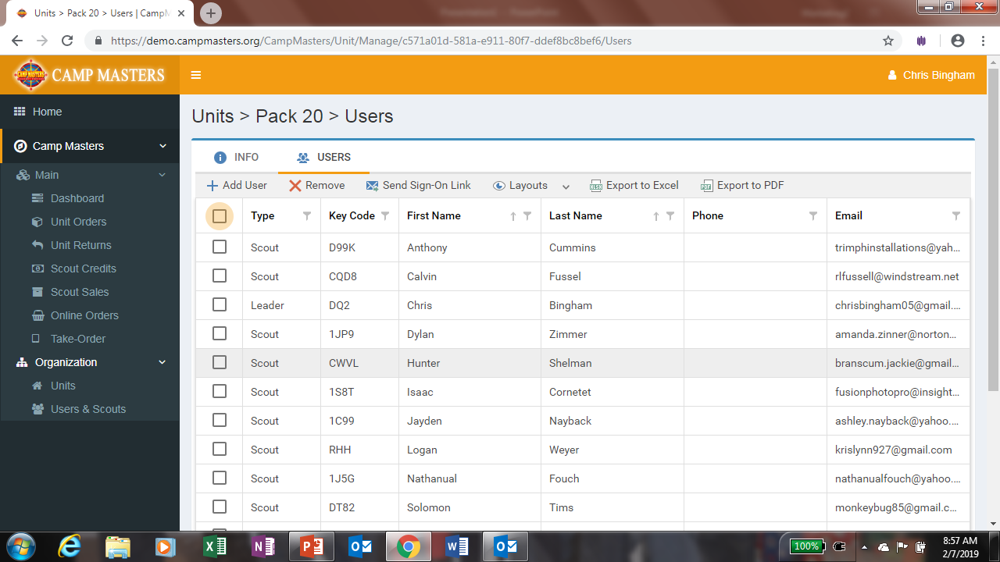 Units > Pack 20 > Users | CampM
https://demo.campmasters.org/CampMasters/Unit/Manage/c571a01d-581a-e911-80f7-ddef8bc8bef6/Users
CAMP MASTERS CAMP MASTERS
Chris Bingham
Home
Camp Masters
Main
Dashboard
Unit Orders
Unit Returns
Scout Credits
Scout Sales
Online Orders
Take-Order
Organization
Units
Users & Scouts
Units > Pack 20 > Users
INFO USERS
Add User Remove Send Sign-On Link Layouts XLSX Export to Excel PDF Export to PDF
Type Key Code First Name Last Name Phone Email
Scout D99K Anthony Cummins trimphinstallations@yah...
Scout CQD8 Calvin Fussel rlfussell@windstream.net
Leader DQ2 Chris Bingham chrisbingham05@gmail....
Scout 1JP9 Dylan Zimmer amanda.zinner@norton...
Scout CWVL Hunter Shelman branscum.jackie@gmail...
Scout 1S8T Isaac Cornetet fusionphotopro@insight...
Scout 1C99 Jayden Nayback ashley.nayback@yahoo....
Scout RHH Logan Weyer krislynn927@gmail.com
Scout 1J5G Nathanual Fouch nathanualfouch@yahoo....
Scout DT82 Solomon Tims monkeybug85@gmail.c...
100%
8:57 AM
2/7/2019